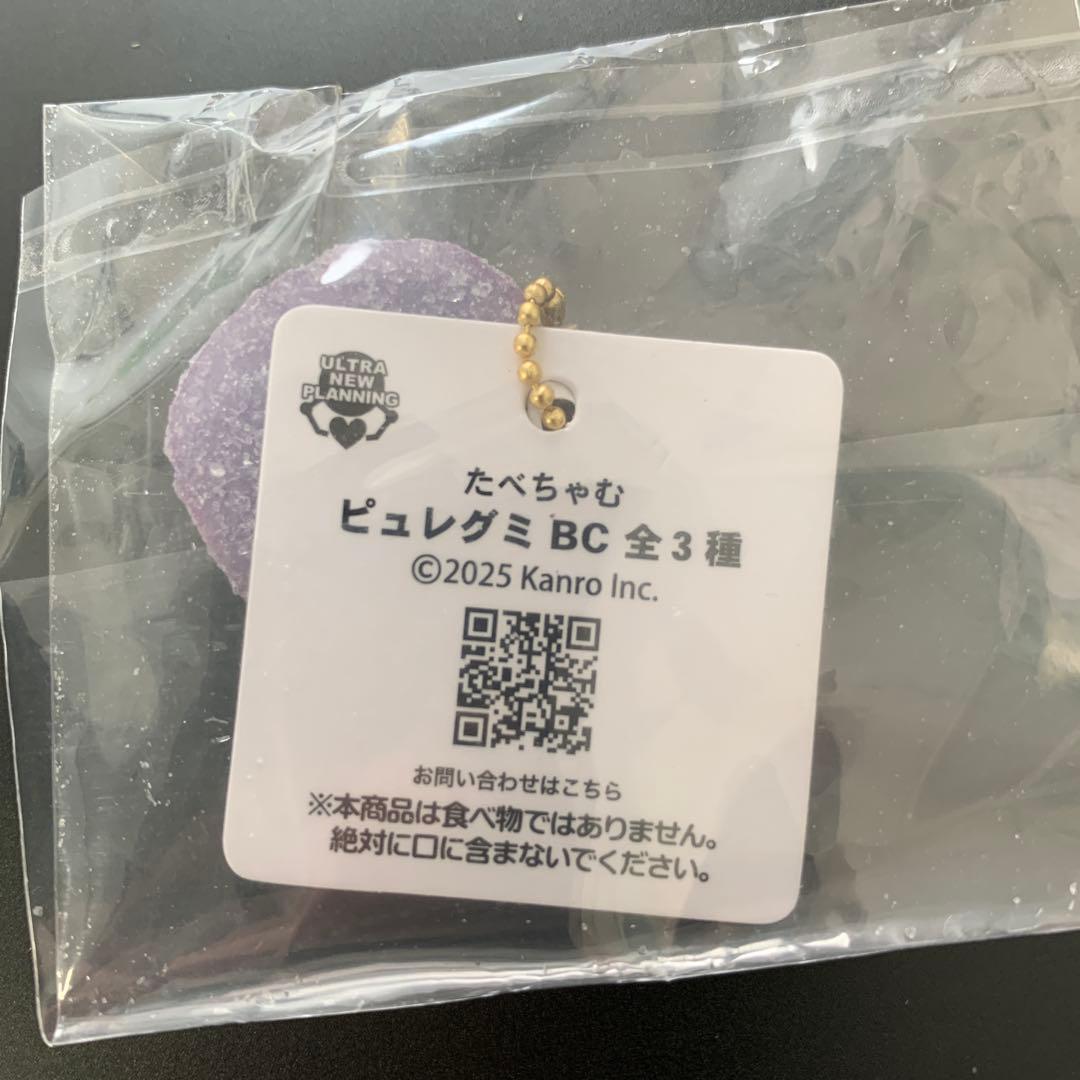 ULTRA
NEW
PLANNING
たべちゃむ
ピュレグミ BC 全3種
©2025 Kanro Inc.
お問い合わせはこちら
※本商品は食べ物ではありません。
絶対に口に含まないでください。